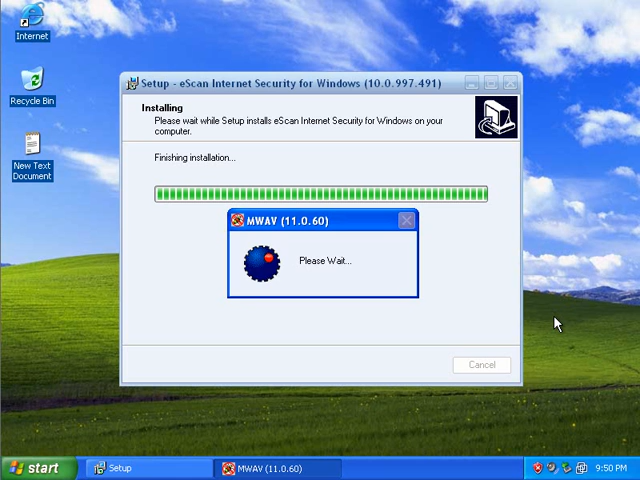 Internet
Recycle Bin
New Text
Document
Setup - eScan Internet Security for Windows (10.0.997.491)
Installing
Please wait while Setup installs eScan Internet Security for Windows on your
computer.
Finishing installation...
MWAV (11.0.60)
Please Wait...
Cancel
start
Setup
MWAV (11.0.60)
9:50 PM